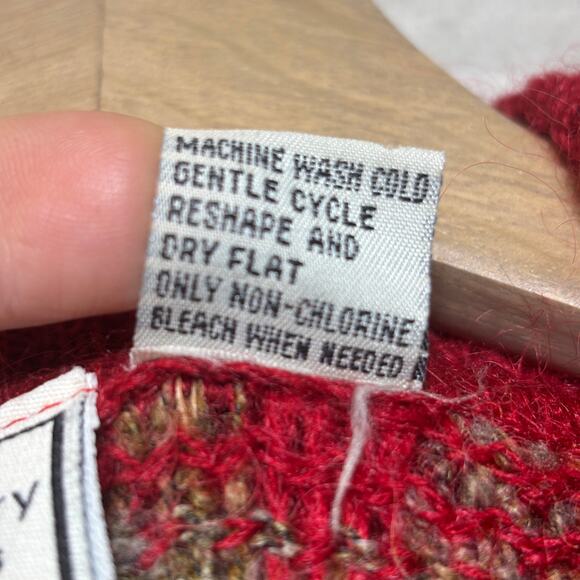 MACHINE WASH COLD
GENTLE CYCLE
RESHAPE AND
DRY FLAT
ONLY NON-CHLORINE
BLEACH WHEN NEEDED